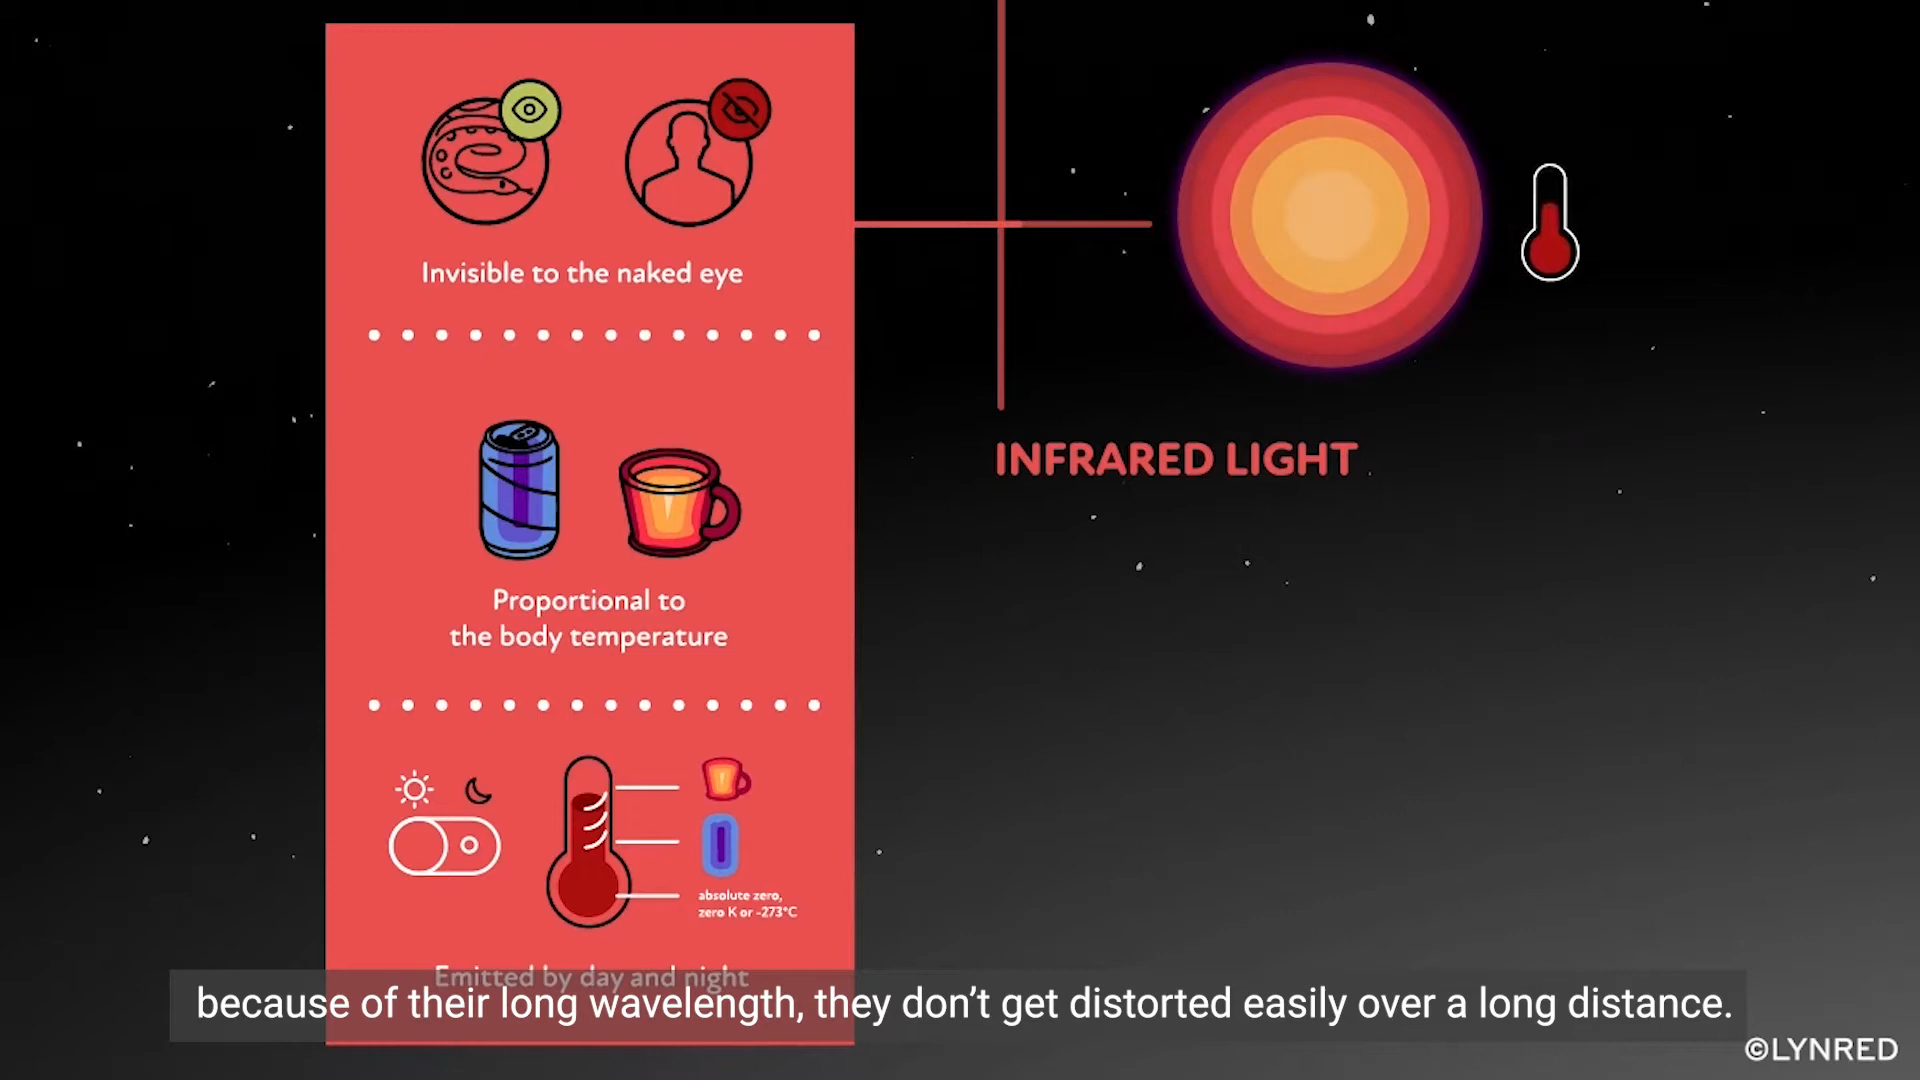 Invisible to the naked eye
Proportional to
the body temperature
absolute zero,
zero K or -273°C
Emitted by day and night
INFRARED LIGHT
because of their long wavelength, they don’t get distorted easily over a long distance.
©LYNRED